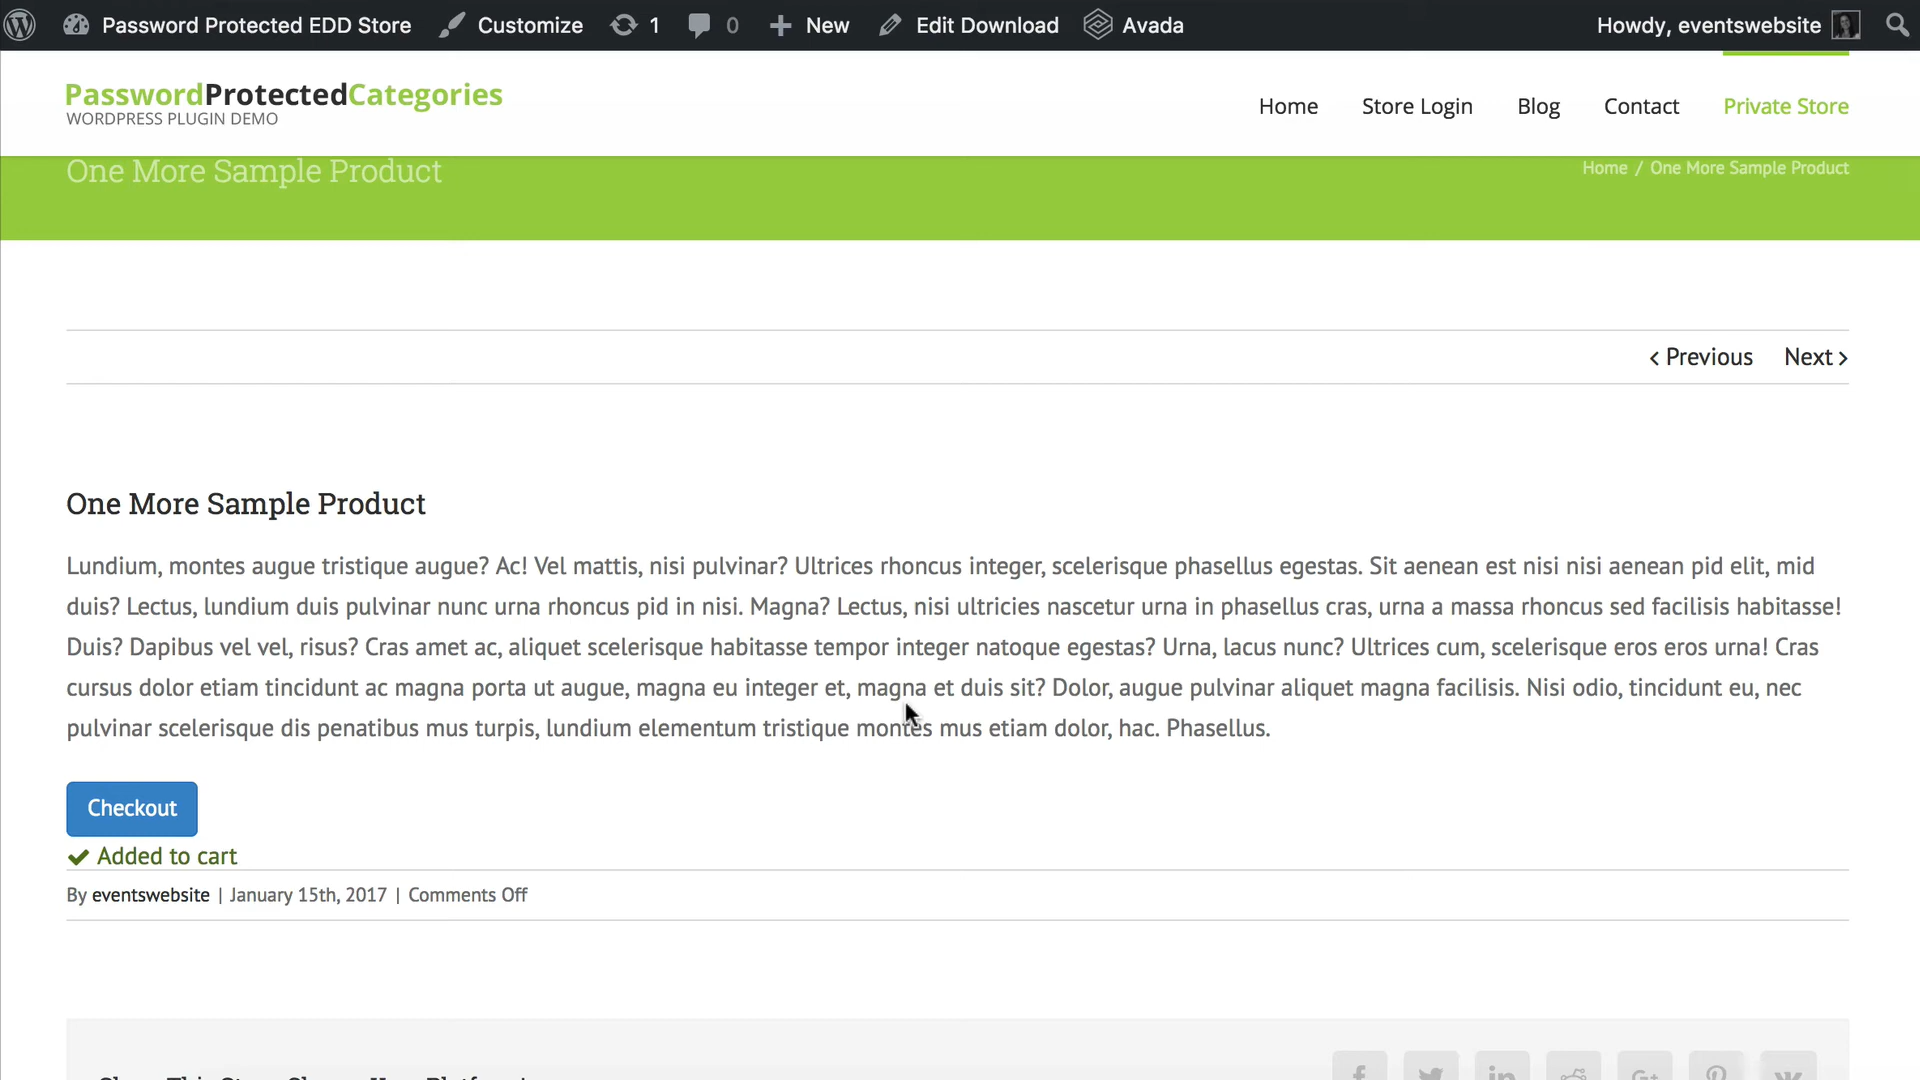 Password Protected EDD Store Customize 1 0 New Edit Download Avada Howdy, eventswebsite
PasswordProtectedCategories
WORDPRESS PLUGIN DEMO
Home Store Login Blog Contact Private Store
One More Sample Product
Home / One More Sample Product
‹ Previous Next ›
One More Sample Product
Lundium, montes augue tristique augue? Ac! Vel mattis, nisi pulvinar? Ultrices rhoncus integer, scelerisque phasellus egestas. Sit aenean est nisi nisi aenean pid elit, mid
duis? Lectus, lundium duis pulvinar nunc urna rhoncus pid in nisi. Magna? Lectus, nisi ultricies nascetur urna in phasellus cras, urna a massa rhoncus sed facilisis habitasse!
Duis? Dapibus vel vel, risus? Cras amet ac, aliquet scelerisque habitasse tempor integer natoque egestas? Urna, lacus nunc? Ultrices cum, scelerisque eros eros urna! Cras
cursus dolor etiam tincidunt ac magna porta ut augue, magna eu integer et, magna et duis sit? Dolor, augue pulvinar aliquet magna facilisis. Nisi odio, tincidunt eu, nec
pulvinar scelerisque dis penatibus mus turpis, lundium elementum tristique montes mus etiam dolor, hac. Phasellus.
Checkout
Added to cart
By eventswebsite | January 15th, 2017 | Comments Off